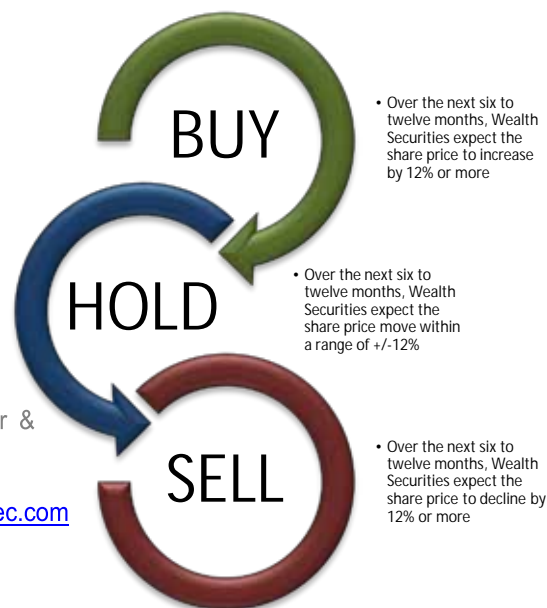 BUY
• Over the next six to
twelve months, Wealth
Securities expect the
share price to increase
by 12% or more
HOLD
• Over the next six to
twelve months, Wealth
Securities expect the
share price move within
a range of +/-12%
r &
SELL
• Over the next six to
twelve months, Wealth
Securities expect the
share price to decline by
12% or more
ec.com